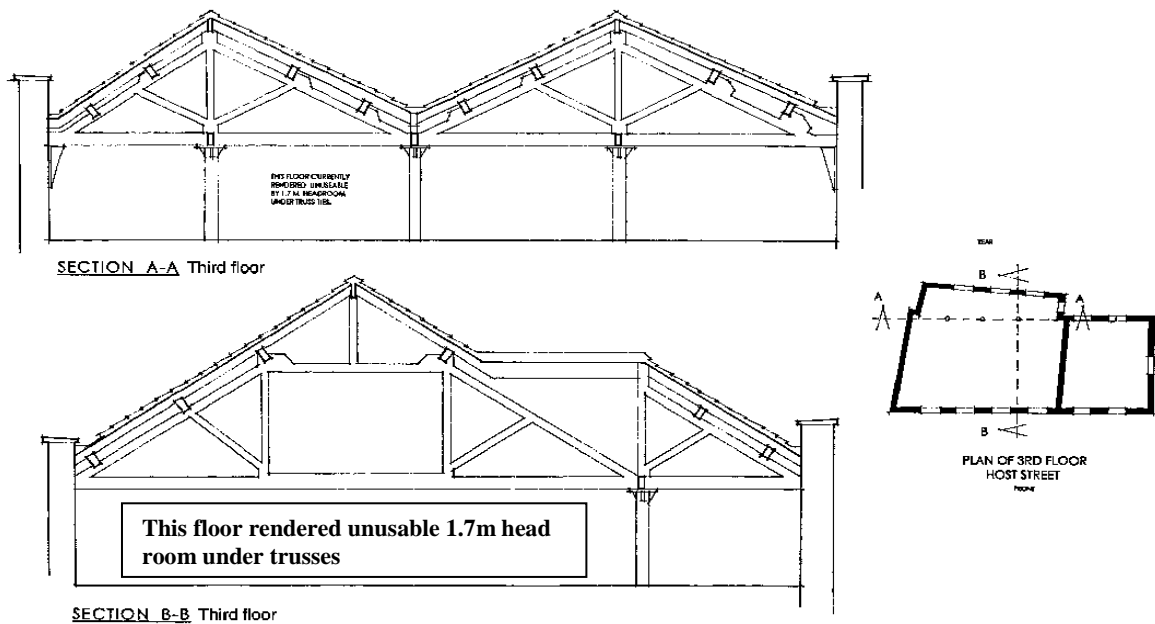 THIS FLOOR CURRENTLY
RENDERED UNUSEABLE
BY 1.7 M. HEADROOM
UNDER TRUSS TIES.
SECTION A-A Third floor
REAR
B
A
A
B
PLAN OF 3RD FLOOR
HOST STREET
FRONT
This floor rendered unusable 1.7m head
room under trusses
SECTION B-B Third floor